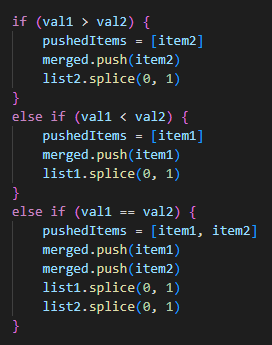 if (val1 > val2) {
    pushedItems = [item2]
    merged.push(item2)
    list2.splice(0, 1)
}
else if (val1 < val2) {
    pushedItems = [item1]
    merged.push(item1)
    list1.splice(0, 1)
}
else if (val1 == val2) {
    pushedItems = [item1, item2]
    merged.push(item1)
    merged.push(item2)
    list1.splice(0, 1)
    list2.splice(0, 1)
}